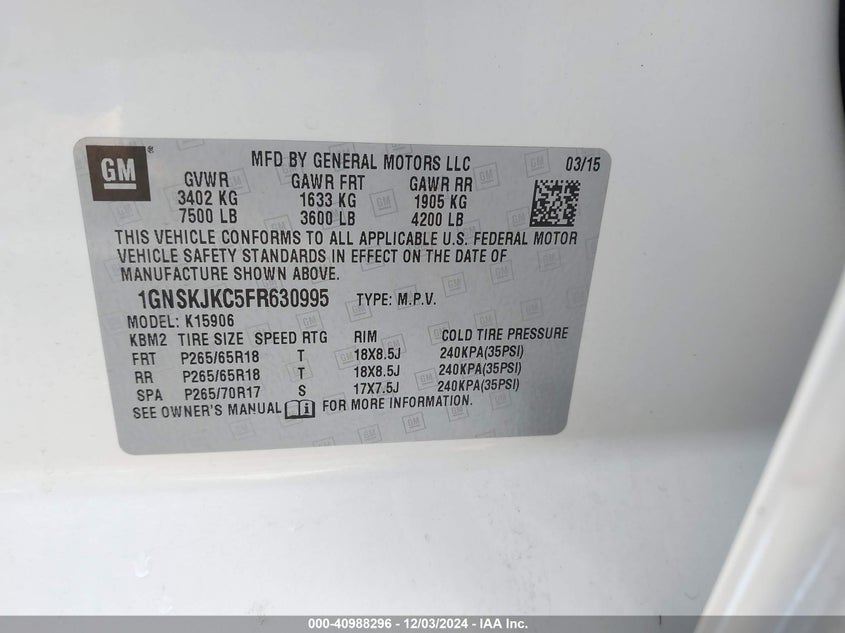 GM
MFD BY GENERAL MOTORS LLC 03/15
GVWR GAWR FRT GAWR RR
3402 KG 1633 KG 1905 KG
7500 LB 3600 LB 4200 LB
THIS VEHICLE CONFORMS TO ALL APPLICABLE U.S. FEDERAL MOTOR
VEHICLE SAFETY STANDARDS IN EFFECT ON THE DATE OF
MANUFACTURE SHOWN ABOVE.
1GNSKJKC5FR630995 TYPE: M.P.V.
MODEL: K15906
KBM2 TIRE SIZE SPEED RTG RIM COLD TIRE PRESSURE
FRT P265/65R18 T 18X8.5J 240KPA(35PSI)
RR P265/65R18 T 18X8.5J 240KPA(35PSI)
SPA P265/70R17 S 17X7.5J 240KPA(35PSI)
SEE OWNER'S MANUAL FOR MORE INFORMATION.
000-40988296 - 12/03/2024 - IAA Inc.